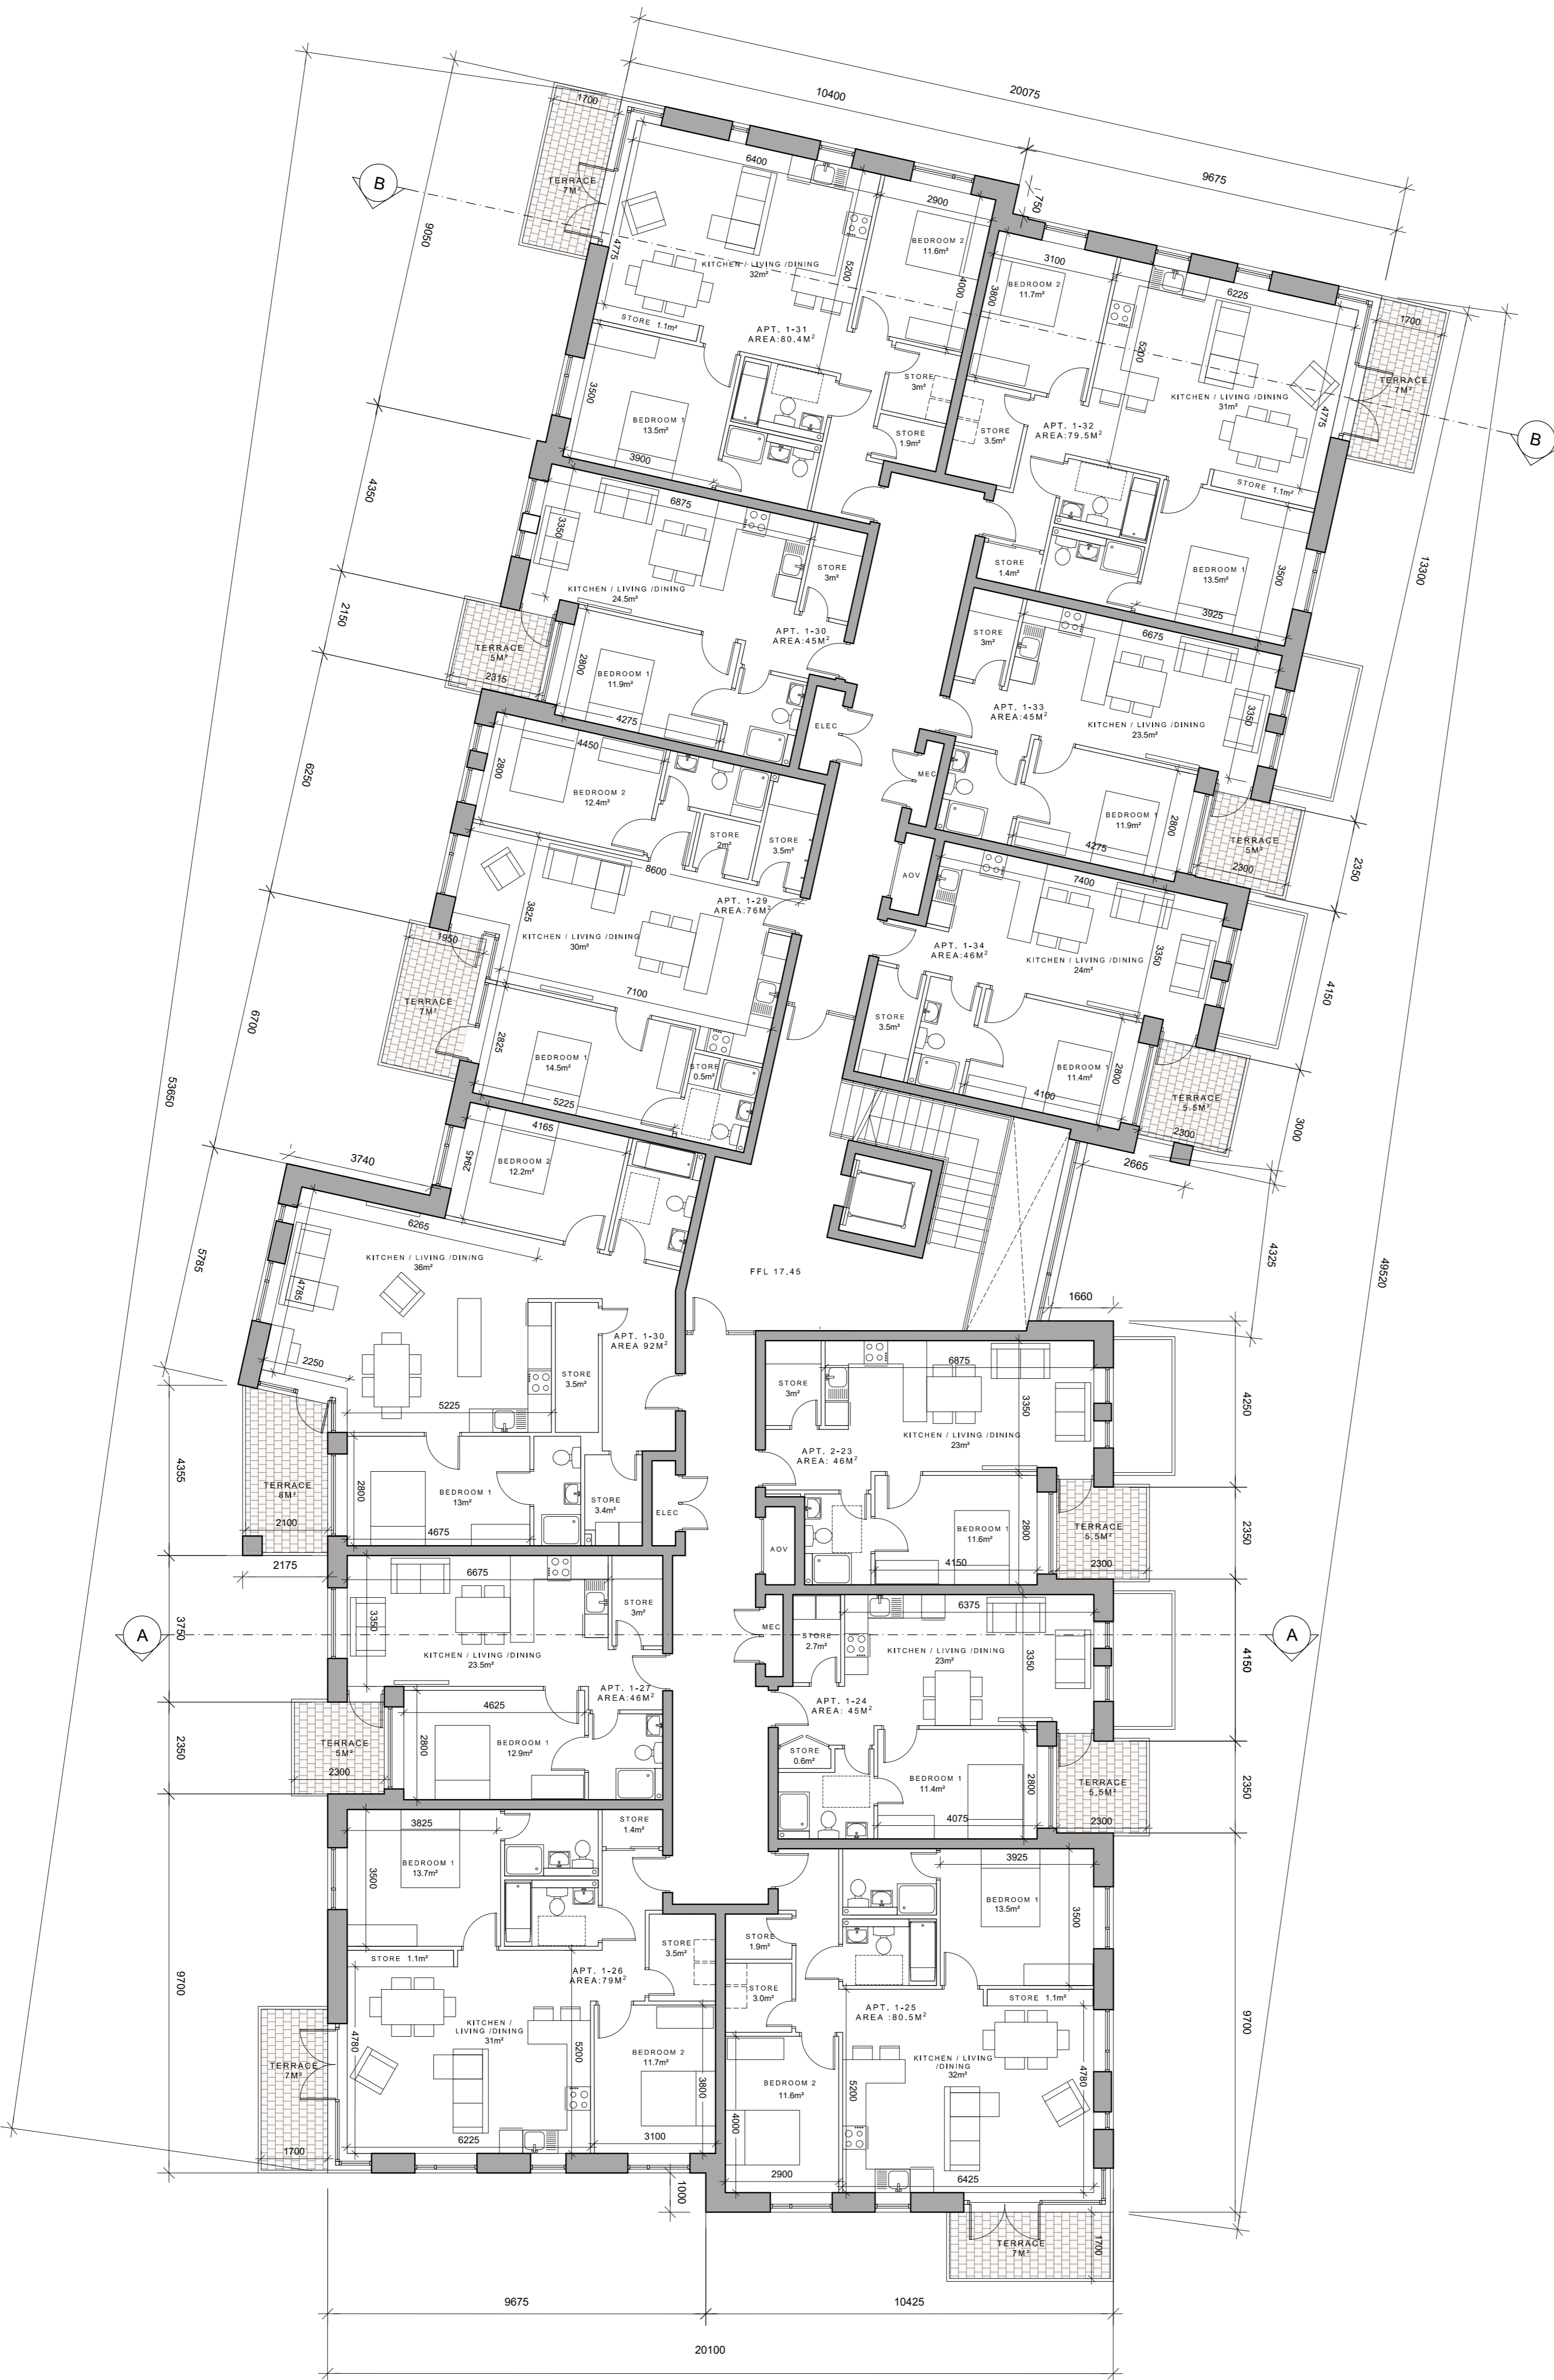 20075
10400
9675
1700
TERRACE
7M²
B
6400
2900
750
4775
KITCHEN / LIVING /DINING
32m²
5200
BEDROOM 2
11.6m²
4000
STORE 1.1m²
APT. 1-31
AREA:80.4M²
3500
BEDROOM 1
13.5m²
3900
STORE
3m²
STORE
1.9m²
9050
3100
3800
BEDROOM 2
11.7m²
6225
5200
KITCHEN / LIVING /DINING
31m²
4775
1700
TERRACE
7M²
B
APT. 1-32
AREA:79.5M²
STORE
3.5m²
STORE 1.1m²
STORE
1.4m²
BEDROOM 1
13.5m²
3500
3925
13300
4350
6875
3350
KITCHEN / LIVING /DINING
24.5m²
STORE
3m²
APT. 1-30
AREA:45M²
2150
TERRACE
5M²
2315
2800
BEDROOM 1
11.9m²
4275
ELEC
STORE
3m²
6675
APT. 1-33
AREA:45M²
KITCHEN / LIVING /DINING
23.5m²
3350
MEC
BEDROOM 1
11.9m²
2800
4275
TERRACE
5M²
2300
2350
6250
4450
2800
BEDROOM 2
12.4m²
STORE
2m²
STORE
3.5m²
8600
APT. 1-29
AREA:76M²
3825
KITCHEN / LIVING /DINING
30m²
1950
TERRACE
7M²
7100
2825
BEDROOM 1
14.5m²
STORE
0.5m²
5225
6700
AOV
7400
APT. 1-34
AREA:46M²
KITCHEN / LIVING /DINING
24m²
3350
STORE
3.5m²
BEDROOM 1
11.4m²
2800
4100
TERRACE
5.5M²
2300
4150
3000
2665
4325
53650
49520
3740
4165
2945
BEDROOM 2
12.2m²
6265
KITCHEN / LIVING /DINING
36m²
4785
5785
FFL 17.45
APT. 1-30
AREA 92M²
STORE
3.5m²
2250
5225
4355
TERRACE
8M²
2100
2800
BEDROOM 1
13m²
4675
STORE
3.4m²
ELEC
2175
1660
6875
STORE
3m²
3350
KITCHEN / LIVING /DINING
23m²
APT. 2-23
AREA: 46M²
4250
AOV
BEDROOM 1
11.6m²
2800
4150
TERRACE
5.5M²
2300
2350
A
3750
6675
3350
STORE
3m²
KITCHEN / LIVING /DINING
23.5m²
APT. 1-27
AREA:46M²
TERRACE
5M²
2300
2350
4625
2800
BEDROOM 1
12.9m²
MEC
STORE
2.7m²
6375
KITCHEN / LIVING /DINING
23m²
3350
A
4150
APT. 1-24
AREA: 45M²
STORE
0.6m²
BEDROOM 1
11.4m²
2800
4075
TERRACE
5.5M²
2300
2350
3825
BEDROOM 1
13.7m²
3500
STORE
1.4m²
STORE 1.1m²
APT. 1-26
AREA:79M²
STORE
3.5m²
9700
4780
KITCHEN /
LIVING /DINING
31m²
5200
BEDROOM 2
11.7m²
3800
TERRACE
7M²
1700
6225
3100
1000
3925
BEDROOM 1
13.5m²
3500
STORE
1.9m²
STORE
3.0m²
APT. 1-25
AREA :80.5M²
STORE 1.1m²
9700
BEDROOM 2
11.6m²
4000
5200
KITCHEN / LIVING
/DINING
32m²
4780
2900
6425
TERRACE
7M²
1700
9675
10425
20100